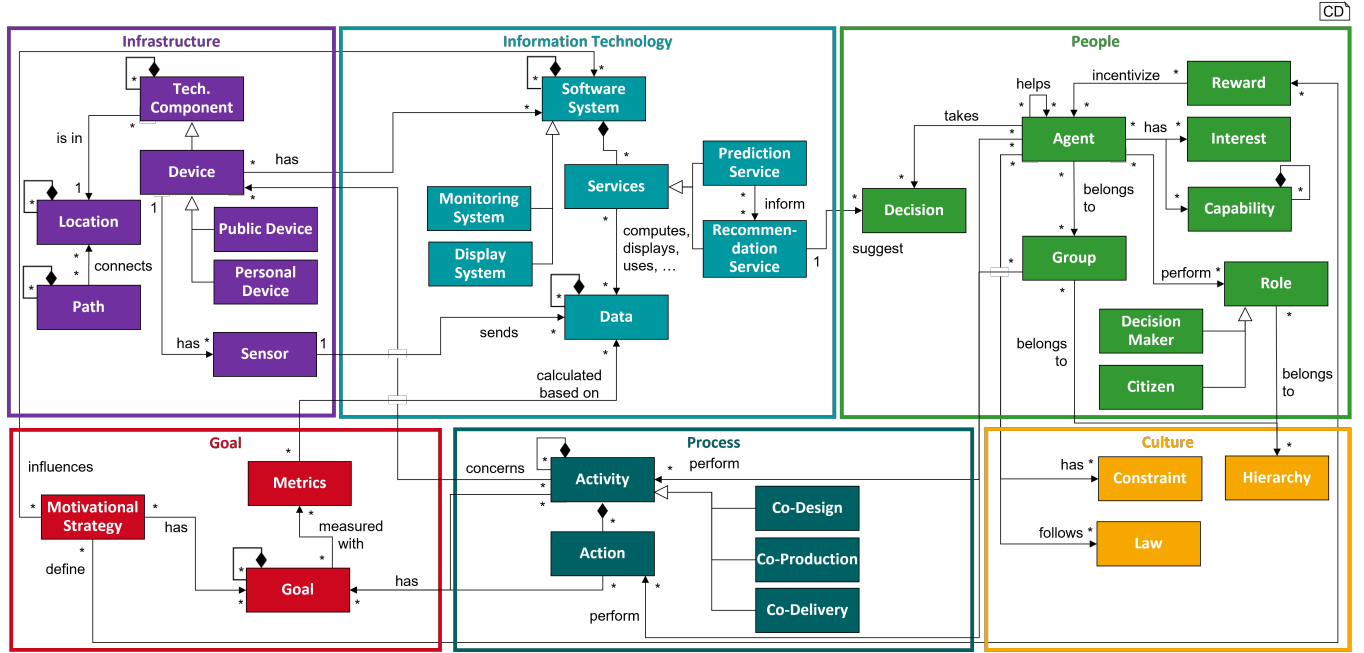 CD
Infrastructure
Information Technology
People
*
*
Tech.
Component
*
is in
1
*
Location
*
connects
*
*
Path
Device
*
has
*
1
Public Device
Personal
Device
has *
Sensor
1
*
*
Software
System
*
*
Services
*
Monitoring
System
Display
System
Prediction
Service
*
inform
*
Recommen-
dation
Service
1
computes,
displays,
uses, …
*
*
Data
sends
*
*
calculated
based on
incentivize
*
Reward
*
helps
*
*
*
takes
*
*
*
Agent
*
has
*
Interest
*
*
*
Capability
*
Decision
suggest
*
*
belongs
to
*
*
Group
*
perform
*
Role
*
Decision
Maker
Citizen
belongs
to
belongs
to
Goal
Process
Culture
influences
*
Motivational
Strategy
*
has
*
define
*
Metrics
*
measured
with
*
*
Goal
*
*
concerns
*
*
*
Activity
*
perform
*
Action
*
*
has
perform
Co-Design
Co-Production
Co-Delivery
has *
Constraint
*
Hierarchy
follows *
Law